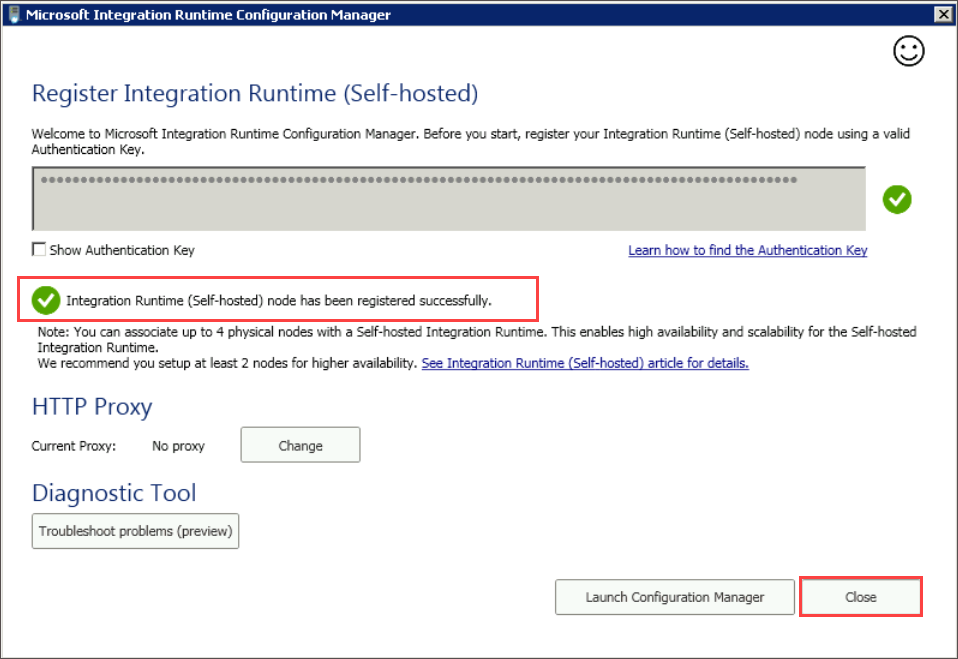 Microsoft Integration Runtime Configuration Manager
Register Integration Runtime (Self-hosted)
Welcome to Microsoft Integration Runtime Configuration Manager. Before you start, register your Integration Runtime (Self-hosted) node using a valid
Authentication Key.
Show Authentication Key
Learn how to find the Authentication Key
Integration Runtime (Self-hosted) node has been registered successfully.
Note: You can associate up to 4 physical nodes with a Self-hosted Integration Runtime. This enables high availability and scalability for the Self-hosted
Integration Runtime.
We recommend you setup at least 2 nodes for higher availability. See Integration Runtime (Self-hosted) article for details.
HTTP Proxy
Current Proxy: No proxy Change
Diagnostic Tool
Troubleshoot problems (preview)
Launch Configuration Manager Close